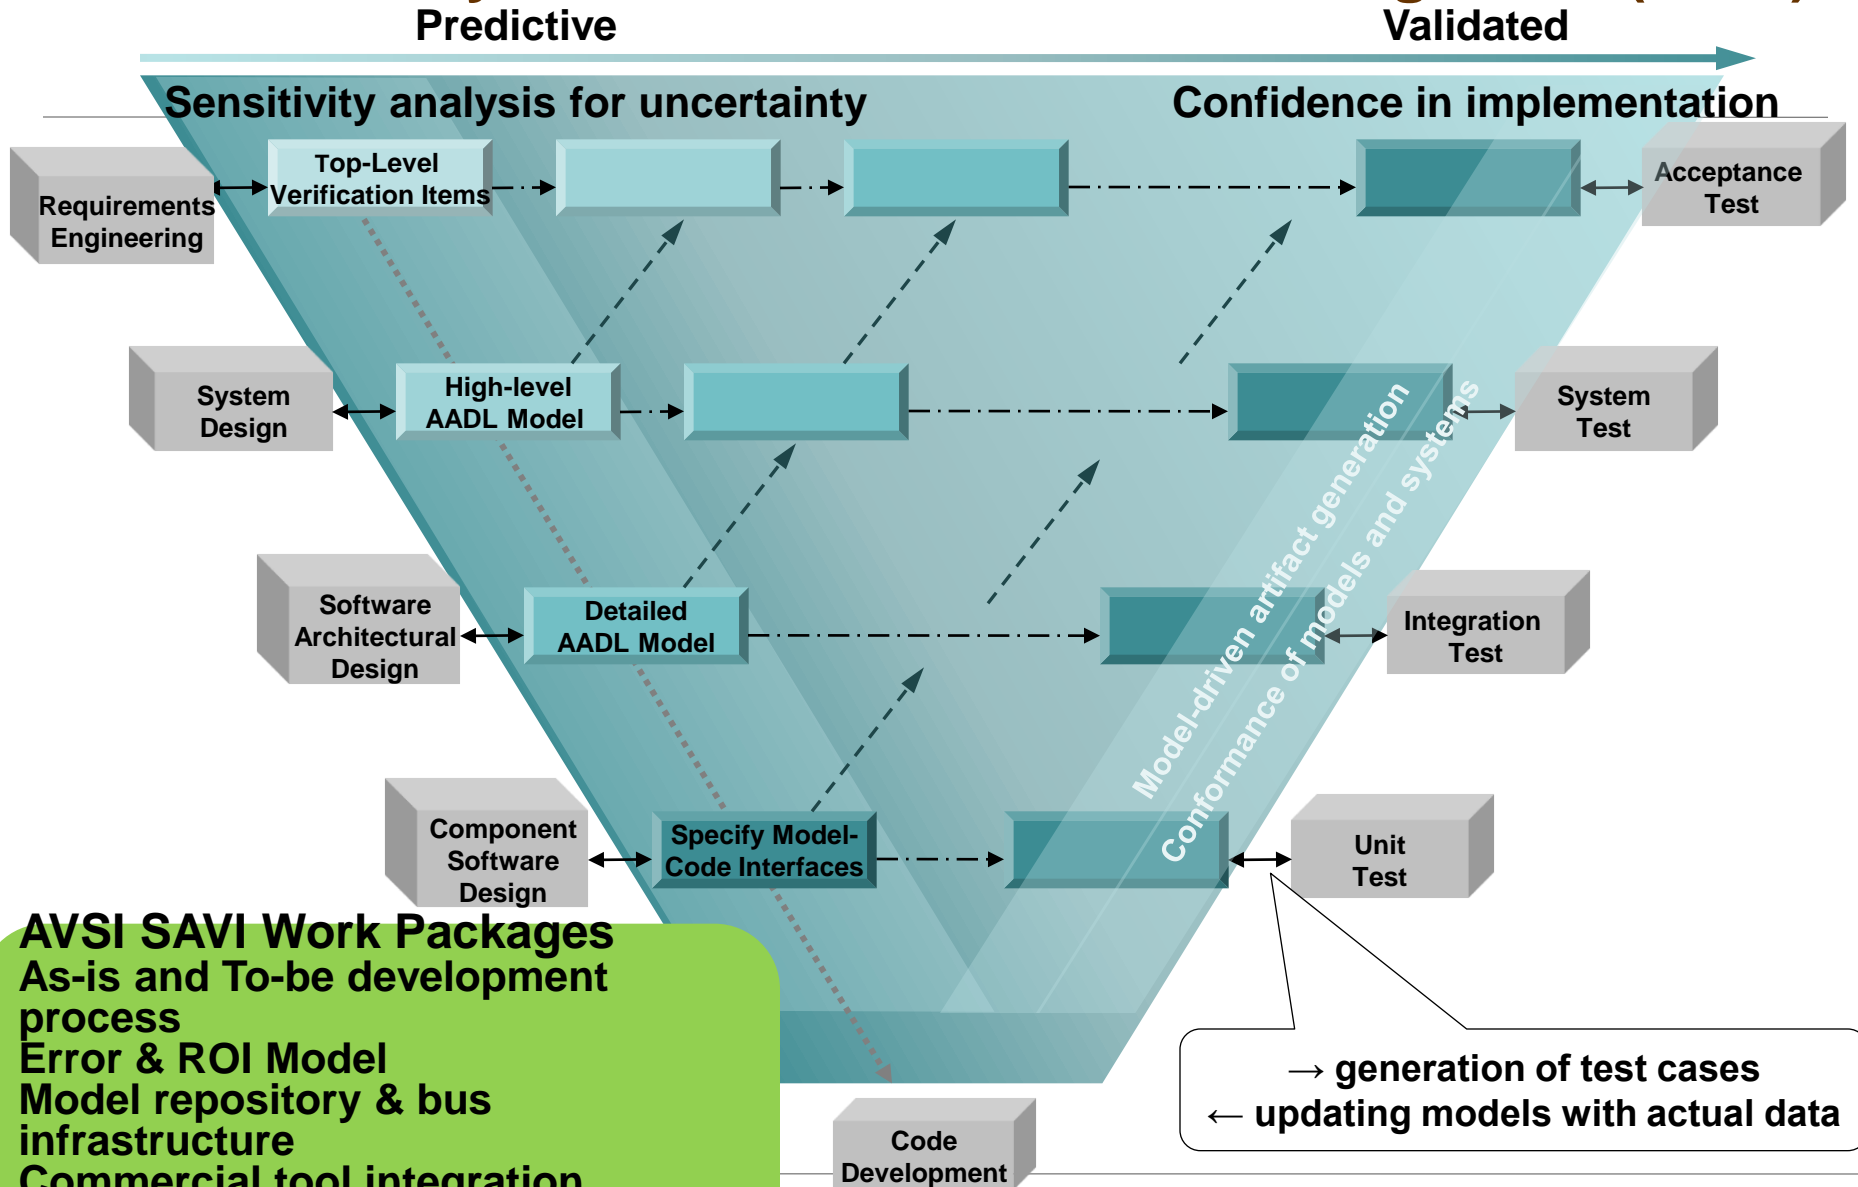 Predictive
Validated
Sensitivity analysis for uncertainty
Confidence in implementation
Requirements
Engineering
Top-Level
Verification Items
Acceptance
Test
System
Design
High-level
AADL Model
System
Test
Software
Architectural
Design
Detailed
AADL Model
Integration
Test
Model-driven artifact generation
Conformance of models and systems
Component
Software
Design
Specify Model-
Code Interfaces
Unit
Test
AVSI SAVI Work Packages
As-is and To-be development
process
Error & ROI Model
Model repository & bus
infrastructure
Commercial tool integration
→ generation of test cases
← updating models with actual data
Code
Development